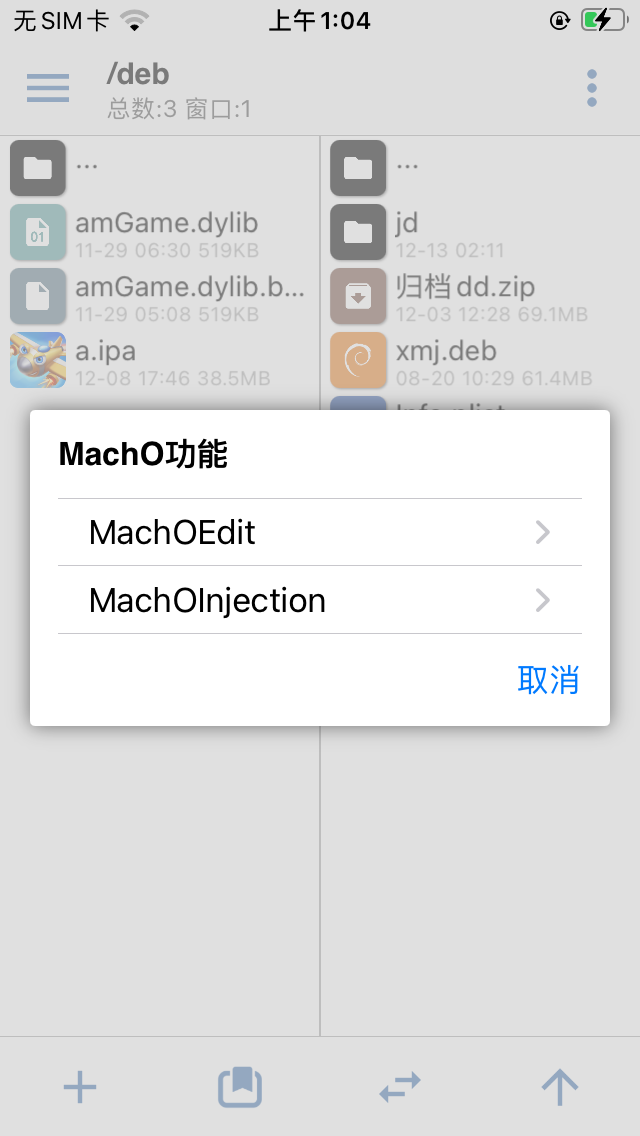 无SIM卡
上午1:04
/deb
总数:3 窗口:1
...
amGame.dylib
11-29 06:30 519KB
amGame.dylib.b...
11-29 05:08 519KB
a.ipa
12-08 17:46 38.5MB
...
jd
12-13 02:11
归档dd.zip
12-03 12:28 69.1MB
xmj.deb
08-20 10:29 61.4MB
MachO功能
MachOEdit
MachOInjection
取消